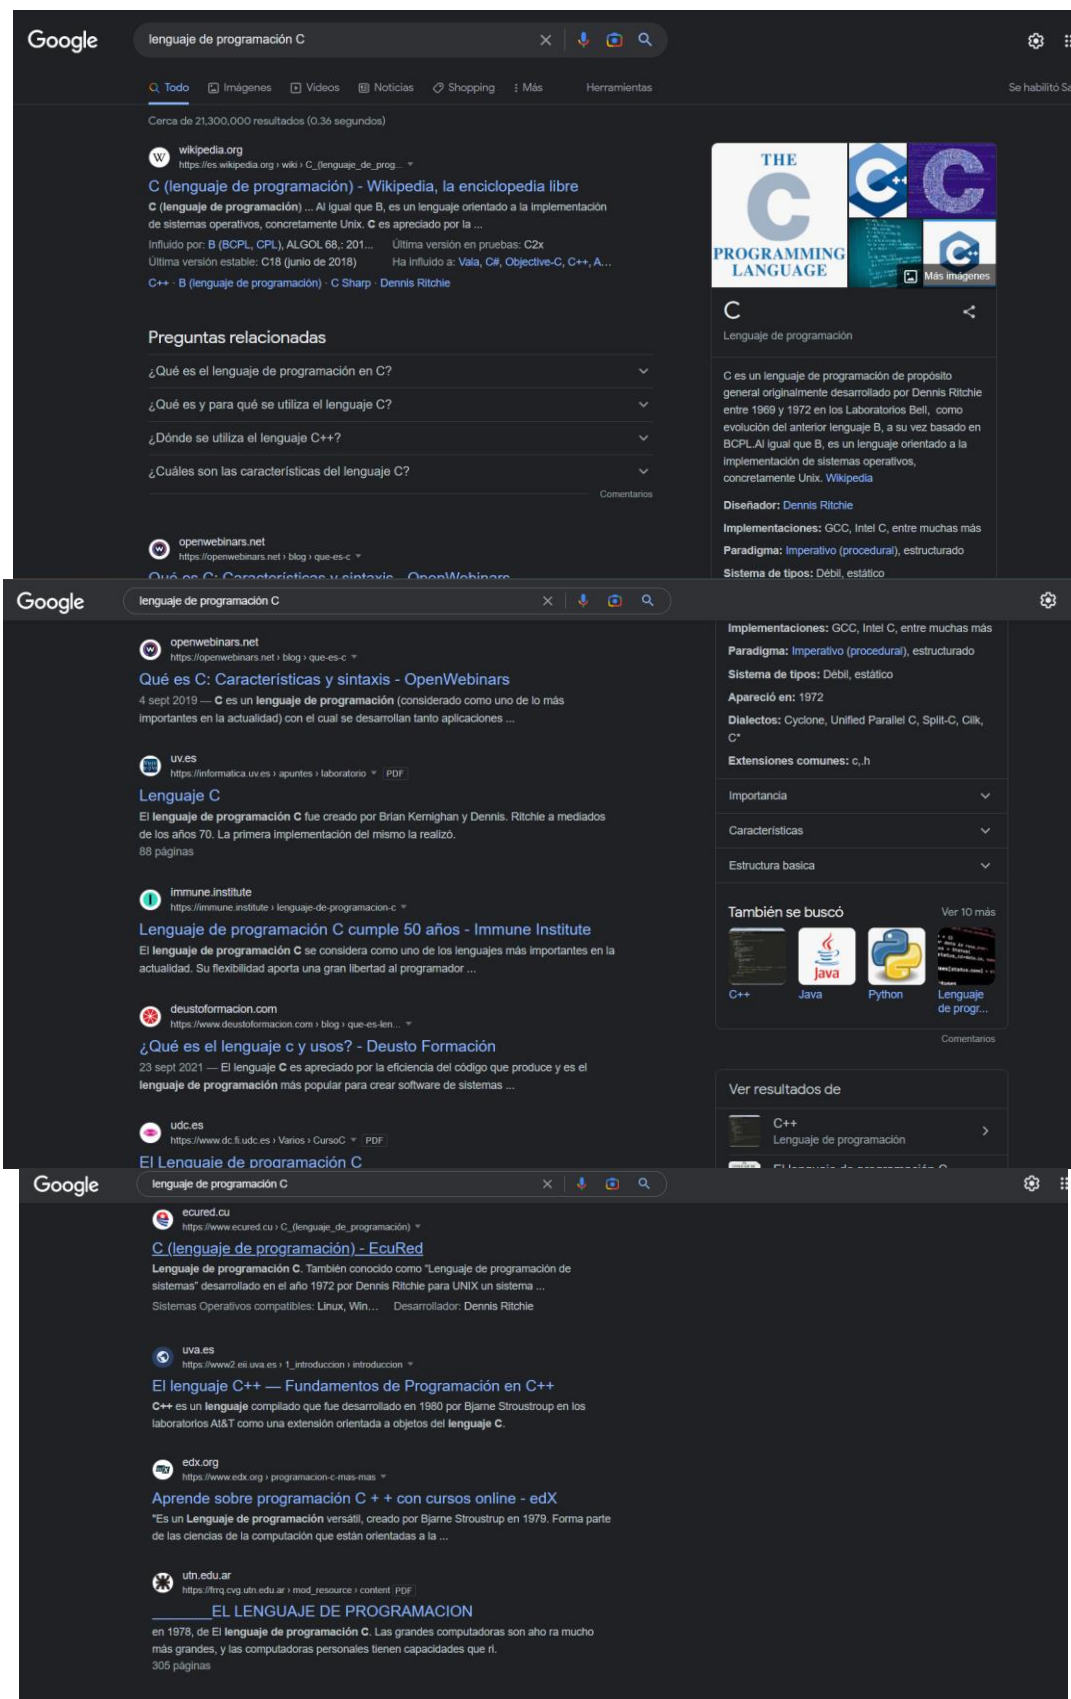 Google
lenguaje de programación C
Todo Imágenes Videos Noticias Shopping Más Herramientas
Se habilitó
Cerca de 21,300,000 resultados (0.36 segundos)
wikipedia.org
https://es.wikipedia.org › wiki › C_(lenguaje_de_prog...
C (lenguaje de programación) - Wikipedia, la enciclopedia libre
C (lenguaje de programación) ... Al igual que B, es un lenguaje orientado a la implementación
de sistemas operativos, concretamente Unix. C es apreciado por la ...
Influido por: B (BCPL, CPL), ALGOL 68,: 201... Última versión en pruebas: C2x
Última versión estable: C18 (junio de 2018) Ha influido a: Vala, C#, Objective-C, C++, A...
C++ · B (lenguaje de programación) · C Sharp · Dennis Ritchie
Preguntas relacionadas
¿Qué es el lenguaje de programación en C?
¿Qué es y para qué se utiliza el lenguaje C?
¿Dónde se utiliza el lenguaje C++?
¿Cuáles son las características del lenguaje C?
Comentarios
openwebinars.net
https://openwebinars.net › blog › que-es-c
Qué es C: Características y sintaxis - OpenWebinars
THE
C
PROGRAMMING
LANGUAGE
C++
C
C++
Más imágenes
C
Lenguaje de programación
C es un lenguaje de programación de propósito
general originalmente desarrollado por Dennis Ritchie
entre 1969 y 1972 en los Laboratorios Bell, como
evolución del anterior lenguaje B, a su vez basado en
BCPL.Al igual que B, es un lenguaje orientado a la
implementación de sistemas operativos,
concretamente Unix. Wikipedia
Diseñador: Dennis Ritchie
Implementaciones: GCC, Intel C, entre muchas más
Paradigma: Imperativo (procedural), estructurado
Sistema de tipos: Débil, estático
Google
lenguaje de programación C
openwebinars.net
https://openwebinars.net › blog › que-es-c
Qué es C: Características y sintaxis - OpenWebinars
4 sept 2019 — C es un lenguaje de programación (considerado como uno de lo más
importantes en la actualidad) con el cual se desarrollan tanto aplicaciones ...
uv.es
https://informatica.uv.es › apuntes › laboratorio PDF
Lenguaje C
El lenguaje de programación C fue creado por Brian Kernighan y Dennis. Ritchie a mediados
de los años 70. La primera implementación del mismo la realizó.
88 páginas
immune.institute
https://immune.institute › lenguaje-de-programacion-c
Lenguaje de programación C cumple 50 años - Immune Institute
El lenguaje de programación C se considera como uno de los lenguajes más importantes en la
actualidad. Su flexibilidad aporta una gran libertad al programador ...
deustoformacion.com
https://www.deustoformacion.com › blog › que-es-len...
¿Qué es el lenguaje c y usos? - Deusto Formación
23 sept 2021 — El lenguaje C es apreciado por la eficiencia del código que produce y es el
lenguaje de programación más popular para crear software de sistemas ...
udc.es
https://www.dc.fi.udc.es › Varios › CursoC PDF
El Lenguaje de programación C
Implementaciones: GCC, Intel C, entre muchas más
Paradigma: Imperativo (procedural), estructurado
Sistema de tipos: Débil, estático
Apareció en: 1972
Dialectos: Cyclone, Unified Parallel C, Split-C, Cilk,
C*
Extensiones comunes: c,.h
Importancia
Características
Estructura basica
También se buscó
Ver 10 más
Java
C++ Java Python Lenguaje
de progr...
Comentarios
Ver resultados de
C++
Lenguaje de programación
El lenguaje de programación C
Google
lenguaje de programación C
ecured.cu
https://www.ecured.cu › C_(lenguaje_de_programación)
C (lenguaje de programación) - EcuRed
Lenguaje de programación C. También conocido como "Lenguaje de programación de
sistemas" desarrollado en el año 1972 por Dennis Ritchie para UNIX un sistema ...
Sistemas Operativos compatibles: Linux, Win... Desarrollador: Dennis Ritchie
uva.es
https://www2.eii.uva.es › 1_introduccion › introduccion
El lenguaje C++ — Fundamentos de Programación en C++
C++ es un lenguaje compilado que fue desarrollado en 1980 por Bjarne Stroustroup en los
laboratorios At&T como una extensión orientada a objetos del lenguaje C.
edx.org
https://www.edx.org › programacion-c-mas-mas
Aprende sobre programación C + + con cursos online - edX
"Es un Lenguaje de programación versátil, creado por Bjarne Stroustrup en 1979. Forma parte
de las ciencias de la computación que están orientadas a la ...
utn.edu.ar
https://frrq.cvg.utn.edu.ar › mod_resource › content PDF
_______EL LENGUAJE DE PROGRAMACION
en 1978, de El lenguaje de programación C. Las grandes computadoras son aho ra mucho
más grandes, y las computadoras personales tienen capacidades que ri.
305 páginas